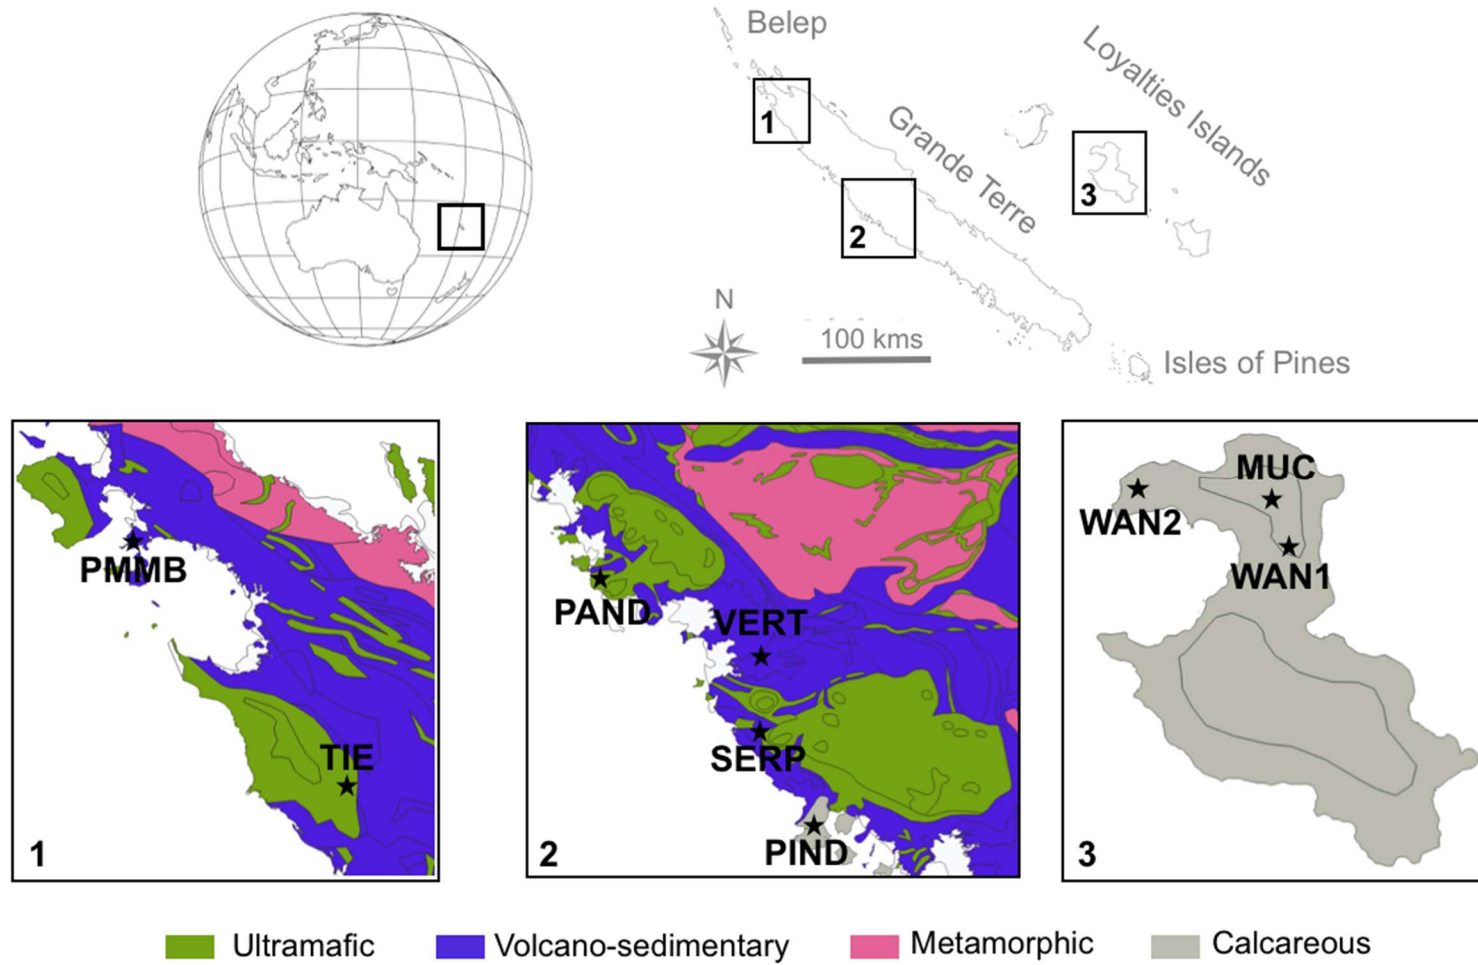 Belep
Loyalties Islands
Grande Terre
1
2
3
N
100 kms
Isles of Pines
PMMB
TIE
1
PAND
VERT
SERP
PIND
2
MUC
WAN2
WAN1
3
Ultramafic
Volcano-sedimentary
Metamorphic
Calcareous